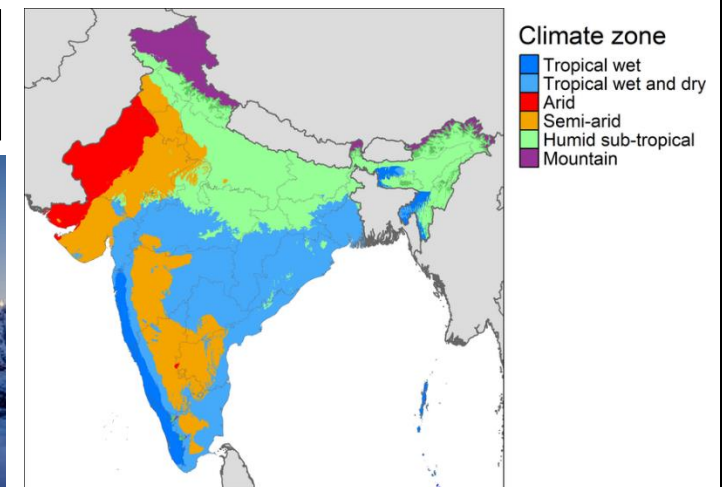 Climate zone
Tropical wet
Tropical wet and dry
Arid
Semi-arid
Humid sub-tropical
Mountain